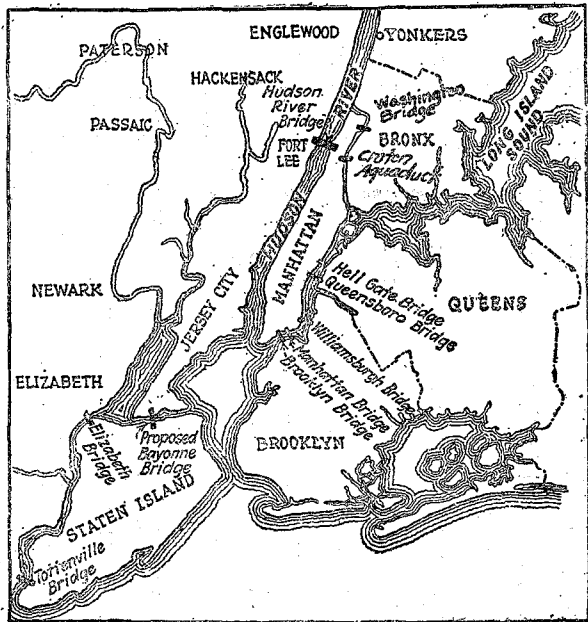 ENGLEWOOD
YONKERS
PATERSON
HACKENSACK
Hudson
River
Bridge
RIVER
Washington
Bridge
LONG ISLAND
SOUND
PASSAIC
FORT
LEE
BRONX
Croton
Aquaduct
HUDSON
MANHATTAN
NEWARK
JERSEY CITY
Hell Gate Bridge
Queensboro Bridge
QUEENS
Williamsburgh Bridge
Manhattan Bridge
Brooklyn Bridge
ELIZABETH
Elizabeth
Bridge
Proposed
Bayonne
Bridge
BROOKLYN
STATEN ISLAND
Tottenville
Bridge